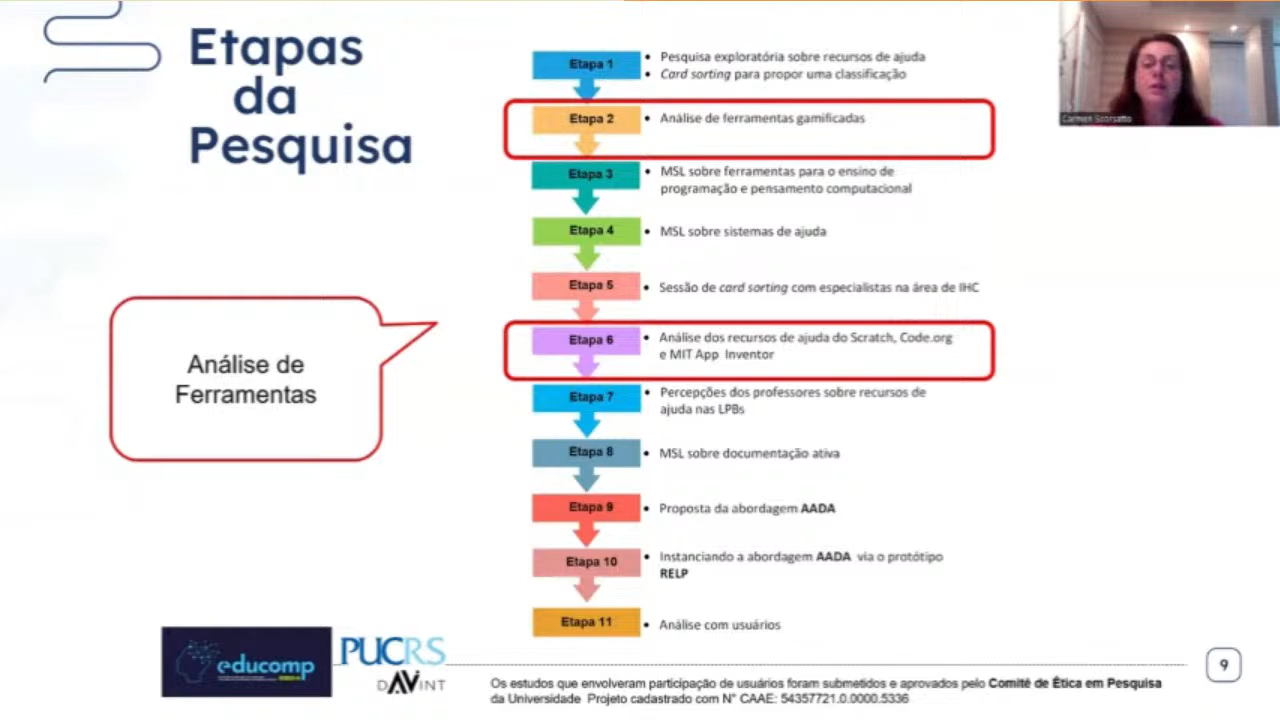 Etapas
da
Pesquisa
Etapa 1
• Pesquisa exploratória sobre recursos de ajuda
• Card sorting para propor uma classificação
Etapa 2
• Análise de ferramentas gamificadas
Etapa 3
• MSL sobre ferramentas para o ensino de
programação e pensamento computacional
Etapa 4
• MSL sobre sistemas de ajuda
Etapa 5
• Sessão de card sorting com especialistas na área de IHC
Etapa 6
• Análise dos recursos de ajuda do Scratch, Code.org
e MIT App Inventor
Etapa 7
• Percepções dos professores sobre recursos de
ajuda nas LPBs
Etapa 8
• MSL sobre documentação ativa
Etapa 9
• Proposta da abordagem AADA
Etapa 10
• Instanciando a abordagem AADA via o protótipo
RELP
Etapa 11
• Análise com usuários
Análise de
Ferramentas
Carmen Scorsatto
educomp
PUCRS
DAVINT
Os estudos que envolveram participação de usuários foram submetidos e aprovados pelo Comitê de Ética em Pesquisa
da Universidade Projeto cadastrado com N° CAAE: 54357721.0.0000.5336
9